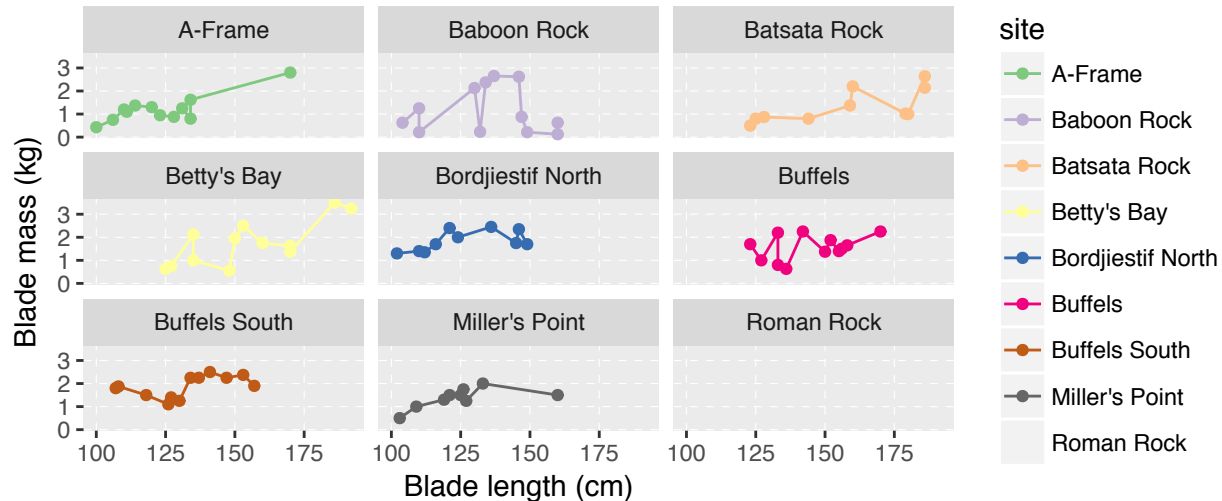 A-Frame
Baboon Rock
Batsata Rock
3
2
1
0
Betty's Bay
Bordjiestif North
Buffels
3
2
1
0
Buffels South
Miller's Point
Roman Rock
3
2
1
0
100 125 150 175
100 125 150 175
100 125 150 175
Blade length (cm)
Blade mass (kg)
site
A-Frame
Baboon Rock
Batsata Rock
Betty's Bay
Bordjiestif North
Buffels
Buffels South
Miller's Point
Roman Rock